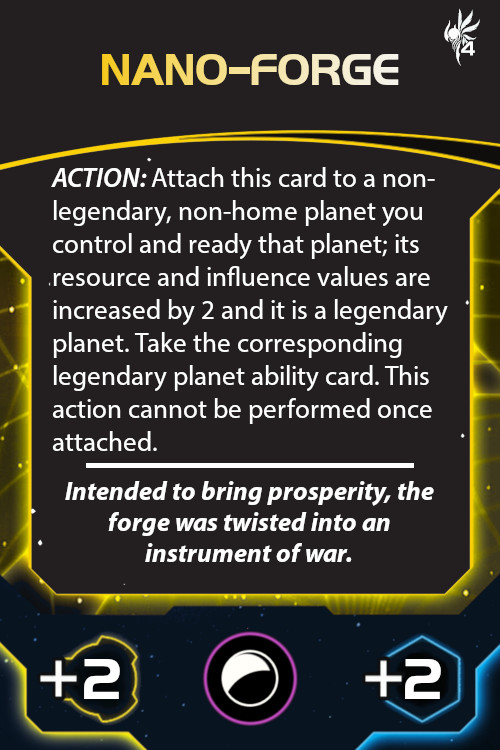 4
NANO-FORGE
ACTION: Attach this card to a non-
legendary, non-home planet you
control and ready that planet; its
resource and influence values are
increased by 2 and it is a legendary
planet. Take the corresponding
legendary planet ability card. This
action cannot be performed once
attached.
Intended to bring prosperity, the
forge was twisted into an
instrument of war.
+2 +2